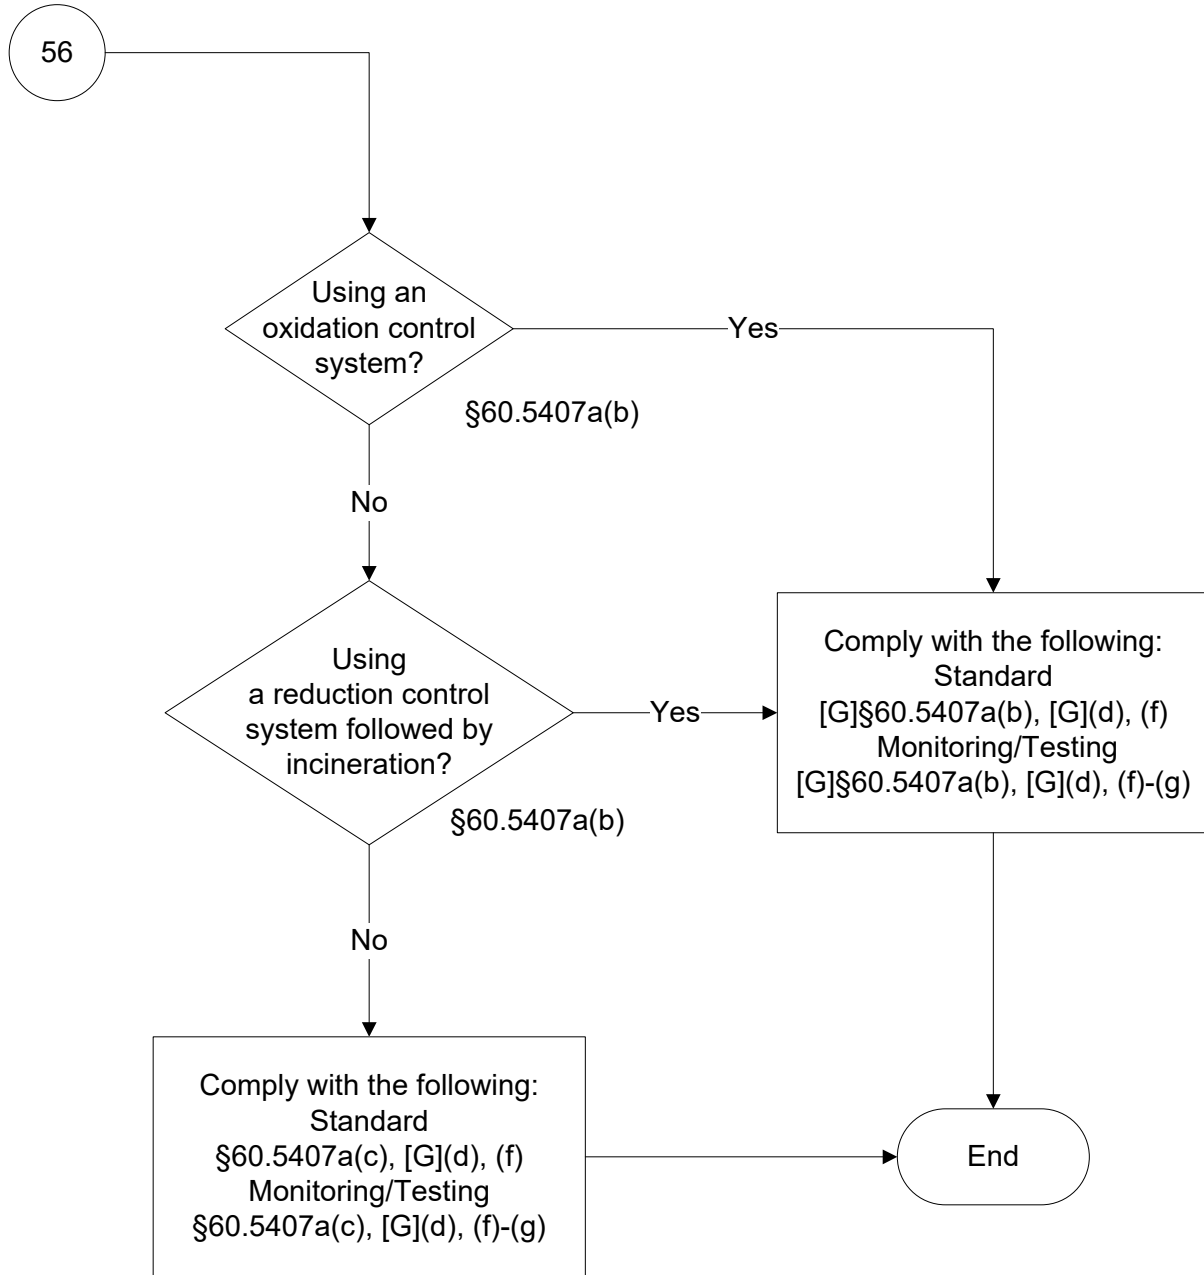 56
Using an
oxidation control
system?
Yes
§60.5407a(b)
No
Using
a reduction control
system followed by
incineration?
Yes
§60.5407a(b)
Comply with the following:
Standard
[G]§60.5407a(b), [G](d), (f)
Monitoring/Testing
[G]§60.5407a(b), [G](d), (f)-(g)
No
Comply with the following:
Standard
§60.5407a(c), [G](d), (f)
Monitoring/Testing
§60.5407a(c), [G](d), (f)-(g)
End